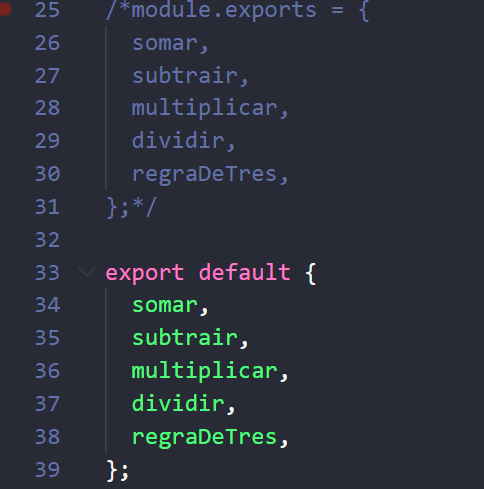 25 /*module.exports = {
26 somar,
27 subtrair,
28 multiplicar,
29 dividir,
30 regraDeTres,
31 };*/
32
33 export default {
34 somar,
35 subtrair,
36 multiplicar,
37 dividir,
38 regraDeTres,
39 };